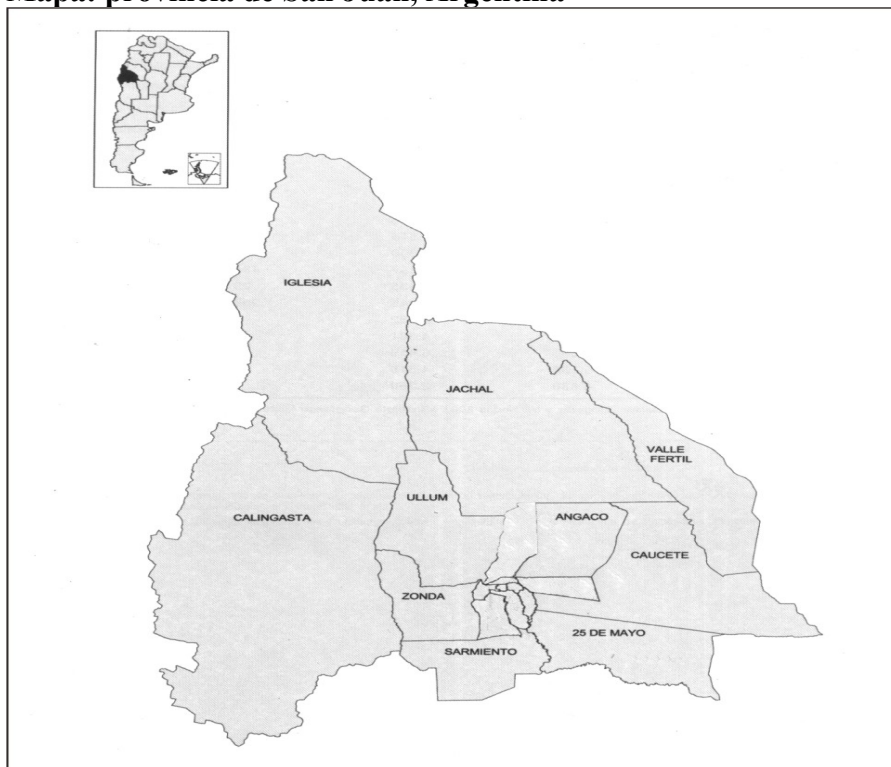 Mapa: provincia de San Juan, Argentina
IGLESIA
JACHAL
VALLE
FERTIL
ULLUM
CALINGASTA
ANGACO
CAUCETE
ZONDA
25 DE MAYO
SARMIENTO